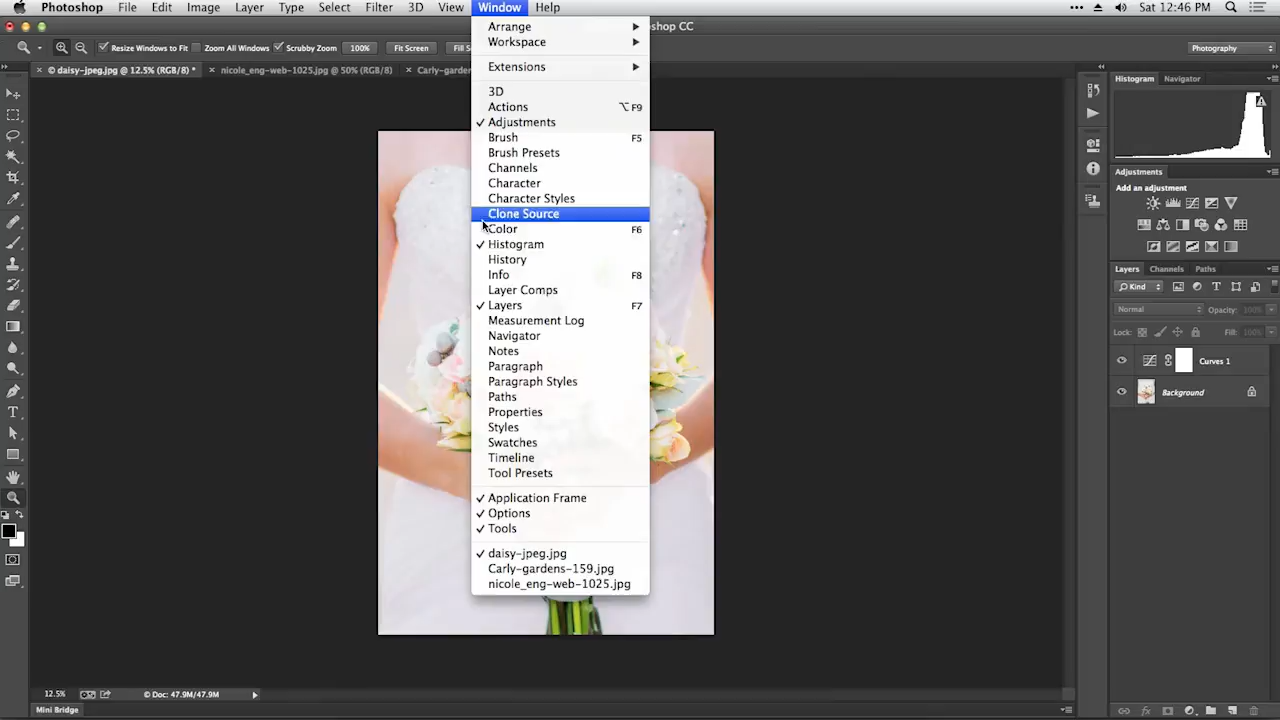 Photoshop File Edit Image Layer Type Select Filter 3D View Window Help Sat 12:46 PM
shop CC
Resize Windows to Fit Zoom All Windows Scrubby Zoom 100% Fit Screen Fill S Photography
× © daisy-jpeg.jpg @ 12.5% (RGB/8) * × nicole_eng-web-1025.jpg @ 50% (RGB/8) × Carly-garden
Arrange
Workspace
Extensions
3D
Actions ⌥F9
✓ Adjustments
Brush F5
Brush Presets
Channels
Character
Character Styles
Clone Source
Color F6
✓ Histogram
History
Info F8
Layer Comps
✓ Layers F7
Measurement Log
Navigator
Notes
Paragraph
Paragraph Styles
Paths
Properties
Styles
Swatches
Timeline
Tool Presets
✓ Application Frame
✓ Options
✓ Tools
✓ daisy-jpeg.jpg
Carly-gardens-159.jpg
nicole_eng-web-1025.jpg
Histogram Navigator
Adjustments
Add an adjustment
Layers Channels Paths
Kind
Normal Opacity: 100%
Lock: Fill: 100%
Curves 1
Background
12.5% © Doc: 47.9M/47.9M
Mini Bridge